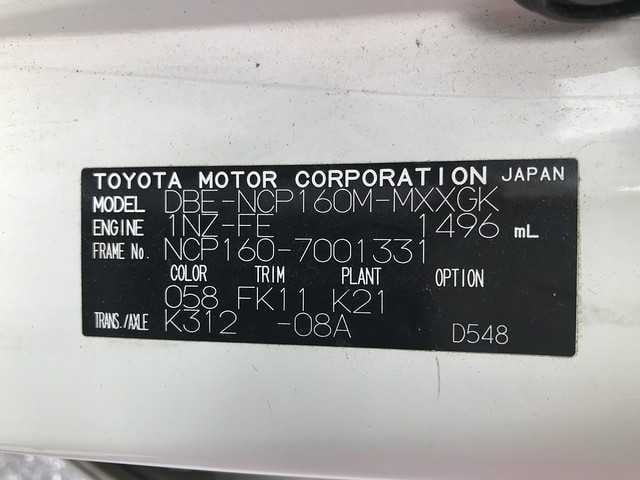 TOYOTA MOTOR CORPORATION JAPAN
MODEL DBE-NCP160M-MXXGK
ENGINE 1NZ-FE 1496 mL
FRAME No. NCP160-7001331
COLOR TRIM PLANT OPTION
058 FK11 K21
TRANS./AXLE K312 -08A
D548